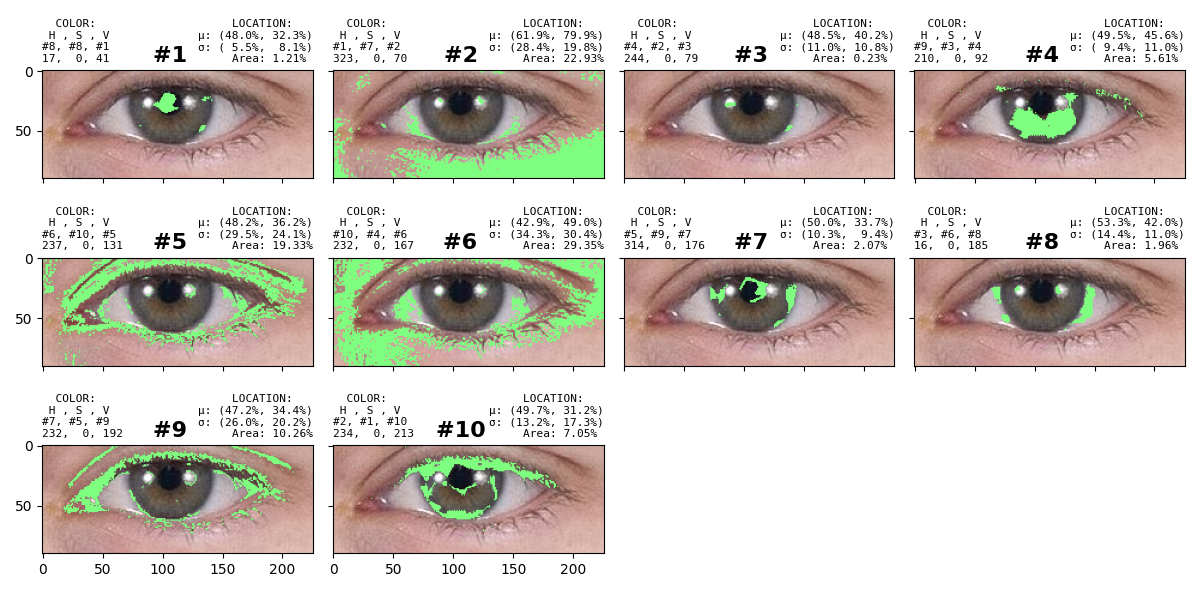 COLOR: LOCATION: COLOR: LOCATION: COLOR: LOCATION: COLOR: LOCATION:
H , S , V μ: (48.0%, 32.3%) H , S , V μ: (61.9%, 79.9%) H , S , V μ: (48.5%, 40.2%) H , S , V μ: (49.5%, 45.6%)
#8, #8, #1 σ: ( 5.5%, 8.1%) #1, #7, #2 σ: (28.4%, 19.8%) #4, #2, #3 σ: (11.0%, 10.8%) #9, #3, #4 σ: ( 9.4%, 11.0%)
17, 0, 41 #1 Area: 1.21% 323, 0, 70 #2 Area: 22.93% 244, 0, 79 #3 Area: 0.23% 210, 0, 92 #4 Area: 5.61%
0
50
COLOR: LOCATION: COLOR: LOCATION: COLOR: LOCATION: COLOR: LOCATION:
H , S , V μ: (48.2%, 36.2%) H , S , V μ: (42.9%, 49.0%) H , S , V μ: (50.0%, 33.7%) H , S , V μ: (53.3%, 42.0%)
#6, #10, #5 σ: (29.5%, 24.1%) #10, #4, #6 σ: (34.3%, 30.4%) #5, #9, #7 σ: (10.3%, 9.4%) #3, #6, #8 σ: (14.4%, 11.0%)
237, 0, 131 #5 Area: 19.33% 232, 0, 167 #6 Area: 29.35% 314, 0, 176 #7 Area: 2.07% 16, 0, 185 #8 Area: 1.96%
0
50
COLOR: LOCATION: COLOR: LOCATION:
H , S , V μ: (47.2%, 34.4%) H , S , V μ: (49.7%, 31.2%)
#7, #5, #9 σ: (26.0%, 20.2%) #2, #1, #10 σ: (13.2%, 17.3%)
232, 0, 192 #9 Area: 10.26% 234, 0, 213 #10 Area: 7.05%
0
50
0 50 100 150 200 0 50 100 150 200